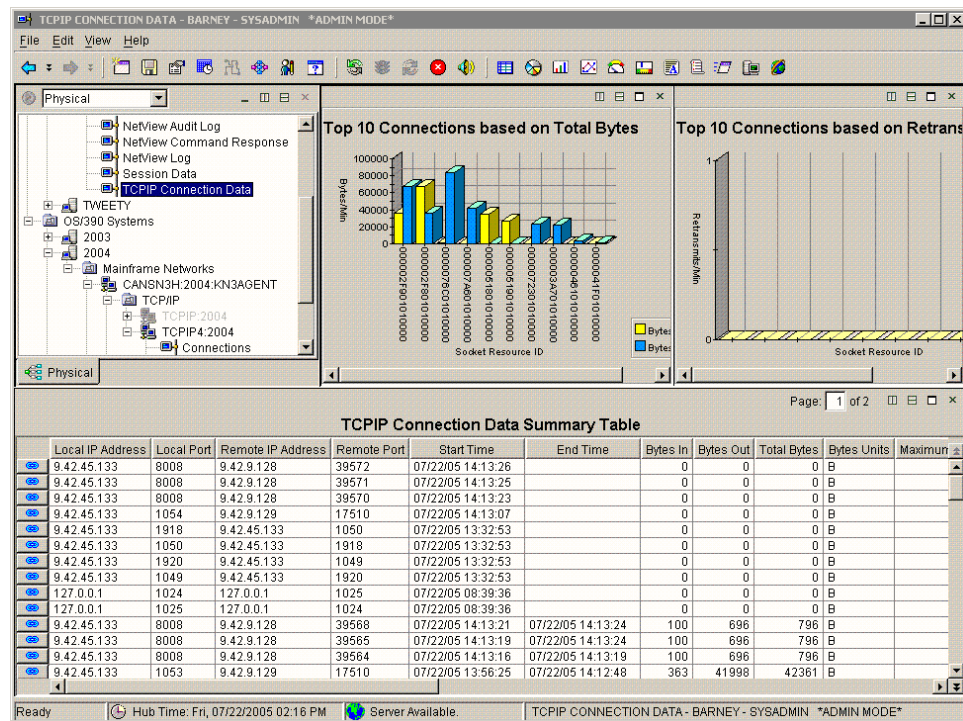 TCPIP CONNECTION DATA - BARNEY - SYSADMIN *ADMIN MODE*
File Edit View Help
Physical
NetView Audit Log
NetView Command Response
NetView Log
Session Data
TCPIP Connection Data
TWEETY
OS/390 Systems
2003
2004
Mainframe Networks
CANSN3H:2004:KN3AGENT
TCP/IP
TCPIP:2004
TCPIP4:2004
Connections
Physical
Top 10 Connections based on Total Bytes
Bytes/Min
100000
80000
60000
40000
20000
0
000002F901010000
000002F801010000
0000076C01010000
000007A601010000
0000051801010000
0000051901010000
0000072301010000
000003A701010000
0000046101010000
0000041F01010000
Socket Resource ID
Bytes
Bytes
Top 10 Connections based on Retrans
Retransmits/Min
1
0
Socket Resource ID
Page: 1 of 2
TCPIP Connection Data Summary Table
Local IP Address Local Port Remote IP Address Remote Port Start Time End Time Bytes In Bytes Out Total Bytes Bytes Units Maximum
9.42.45.133 8008 9.42.9.128 39572 07/22/05 14:13:26 0 0 0 B
9.42.45.133 8008 9.42.9.128 39571 07/22/05 14:13:25 0 0 0 B
9.42.45.133 8008 9.42.9.128 39570 07/22/05 14:13:23 0 0 0 B
9.42.45.133 1054 9.42.9.129 17510 07/22/05 14:13:07 0 0 0 B
9.42.45.133 1918 9.42.45.133 1050 07/22/05 13:32:53 0 0 0 B
9.42.45.133 1050 9.42.45.133 1918 07/22/05 13:32:53 0 0 0 B
9.42.45.133 1920 9.42.45.133 1049 07/22/05 13:32:53 0 0 0 B
9.42.45.133 1049 9.42.45.133 1920 07/22/05 13:32:53 0 0 0 B
127.0.0.1 1024 127.0.0.1 1025 07/22/05 08:39:36 0 0 0 B
127.0.0.1 1025 127.0.0.1 1024 07/22/05 08:39:36 0 0 0 B
9.42.45.133 8008 9.42.9.128 39568 07/22/05 14:13:21 07/22/05 14:13:24 100 696 796 B
9.42.45.133 8008 9.42.9.128 39565 07/22/05 14:13:19 07/22/05 14:13:24 100 696 796 B
9.42.45.133 8008 9.42.9.128 39564 07/22/05 14:13:16 07/22/05 14:13:19 100 696 796 B
9.42.45.133 1053 9.42.9.129 17510 07/22/05 13:56:25 07/22/05 14:12:48 363 41998 42361 B
Ready Hub Time: Fri, 07/22/2005 02:16 PM Server Available. TCPIP CONNECTION DATA - BARNEY - SYSADMIN *ADMIN MODE*